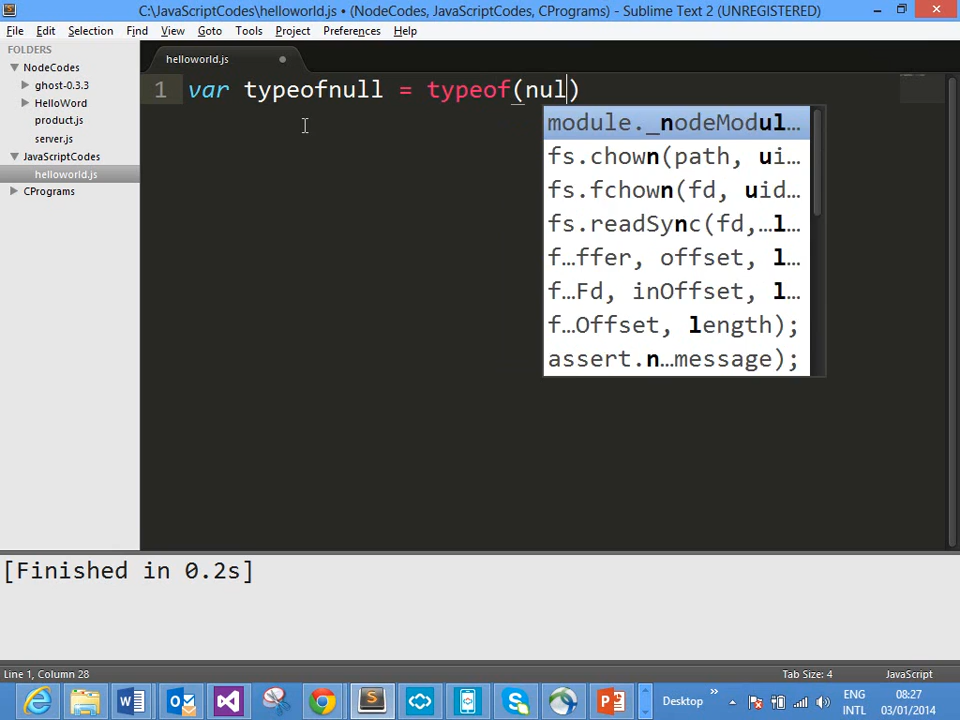 C:\JavaScriptCodes\helloworld.js • (NodeCodes, JavaScriptCodes, CPrograms) - Sublime Text 2 (UNREGISTERED)
File Edit Selection Find View Goto Tools Project Preferences Help
FOLDERS
NodeCodes
ghost-0.3.3
HelloWord
product.js
server.js
JavaScriptCodes
helloworld.js
CPrograms
helloworld.js
1 var typeofnull = typeof(nul)
module._nodeModul...
fs.chown(path, ui...
fs.fchown(fd, uid...
fs.readSync(fd,…l...
f…ffer, offset, l...
f…Fd, inOffset, l...
f…Offset, length);
assert.n…message);
[Finished in 0.2s]
Line 1, Column 28
Tab Size: 4
JavaScript
Desktop
ENG
INTL
08:27
03/01/2014